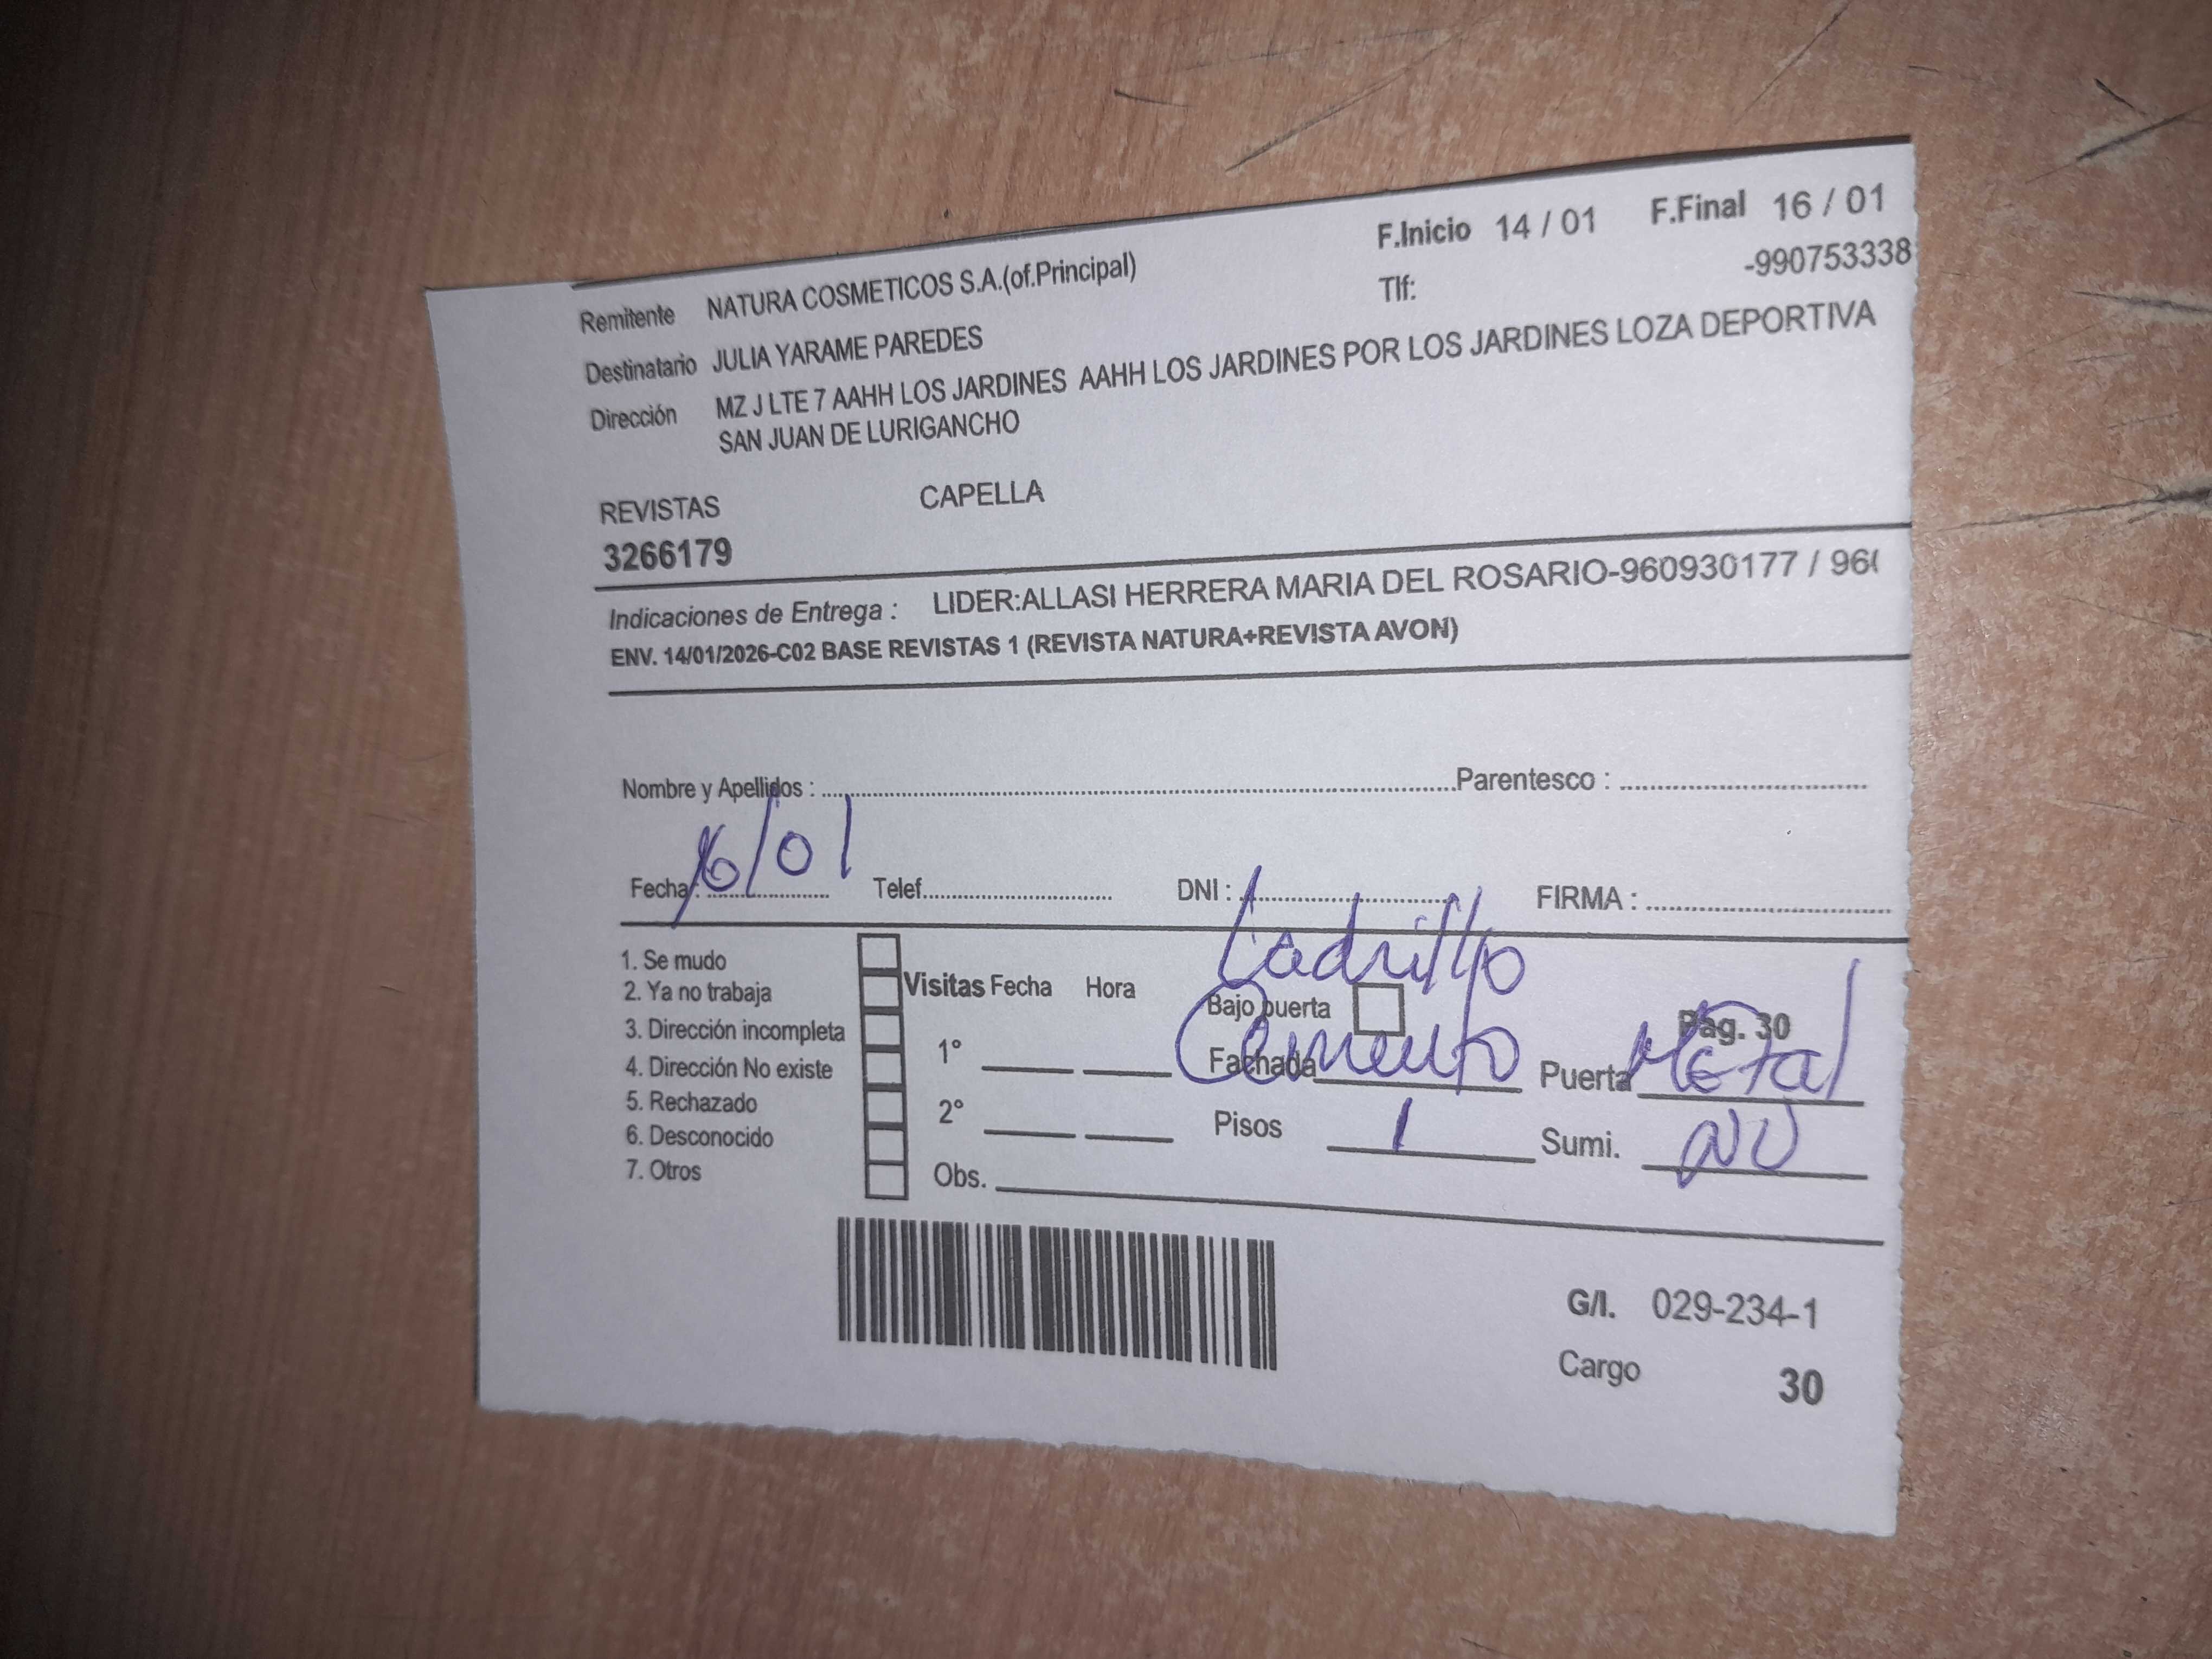 F.Inicio 14 / 01 F.Final 16 / 01
Remitente NATURA COSMETICOS S.A.(of.Principal) Tlf: -990753338
Destinatario JULIA YARAME PAREDES
Dirección MZ J LTE 7 AAHH LOS JARDINES AAHH LOS JARDINES POR LOS JARDINES LOZA DEPORTIVA
SAN JUAN DE LURIGANCHO
REVISTAS CAPELLA
3266179
Indicaciones de Entrega : LIDER:ALLASI HERRERA MARIA DEL ROSARIO-960930177 / 960
ENV. 14/01/2026-C02 BASE REVISTAS 1 (REVISTA NATURA+REVISTA AVON)
Nombre y Apellidos : Parentesco :
Fecha : 16/01 Telef. DNI : FIRMA :
Ladrillo
1. Se mudo
2. Ya no trabaja Visitas Fecha Hora Bajo puerta Pag. 30
3. Dirección incompleta
4. Dirección No existe 1° Fachada Cemento Puerta Metal
5. Rechazado
6. Desconocido 2° Pisos 1 Sumi. NO
7. Otros Obs.
G/I. 029-234-1
Cargo 30